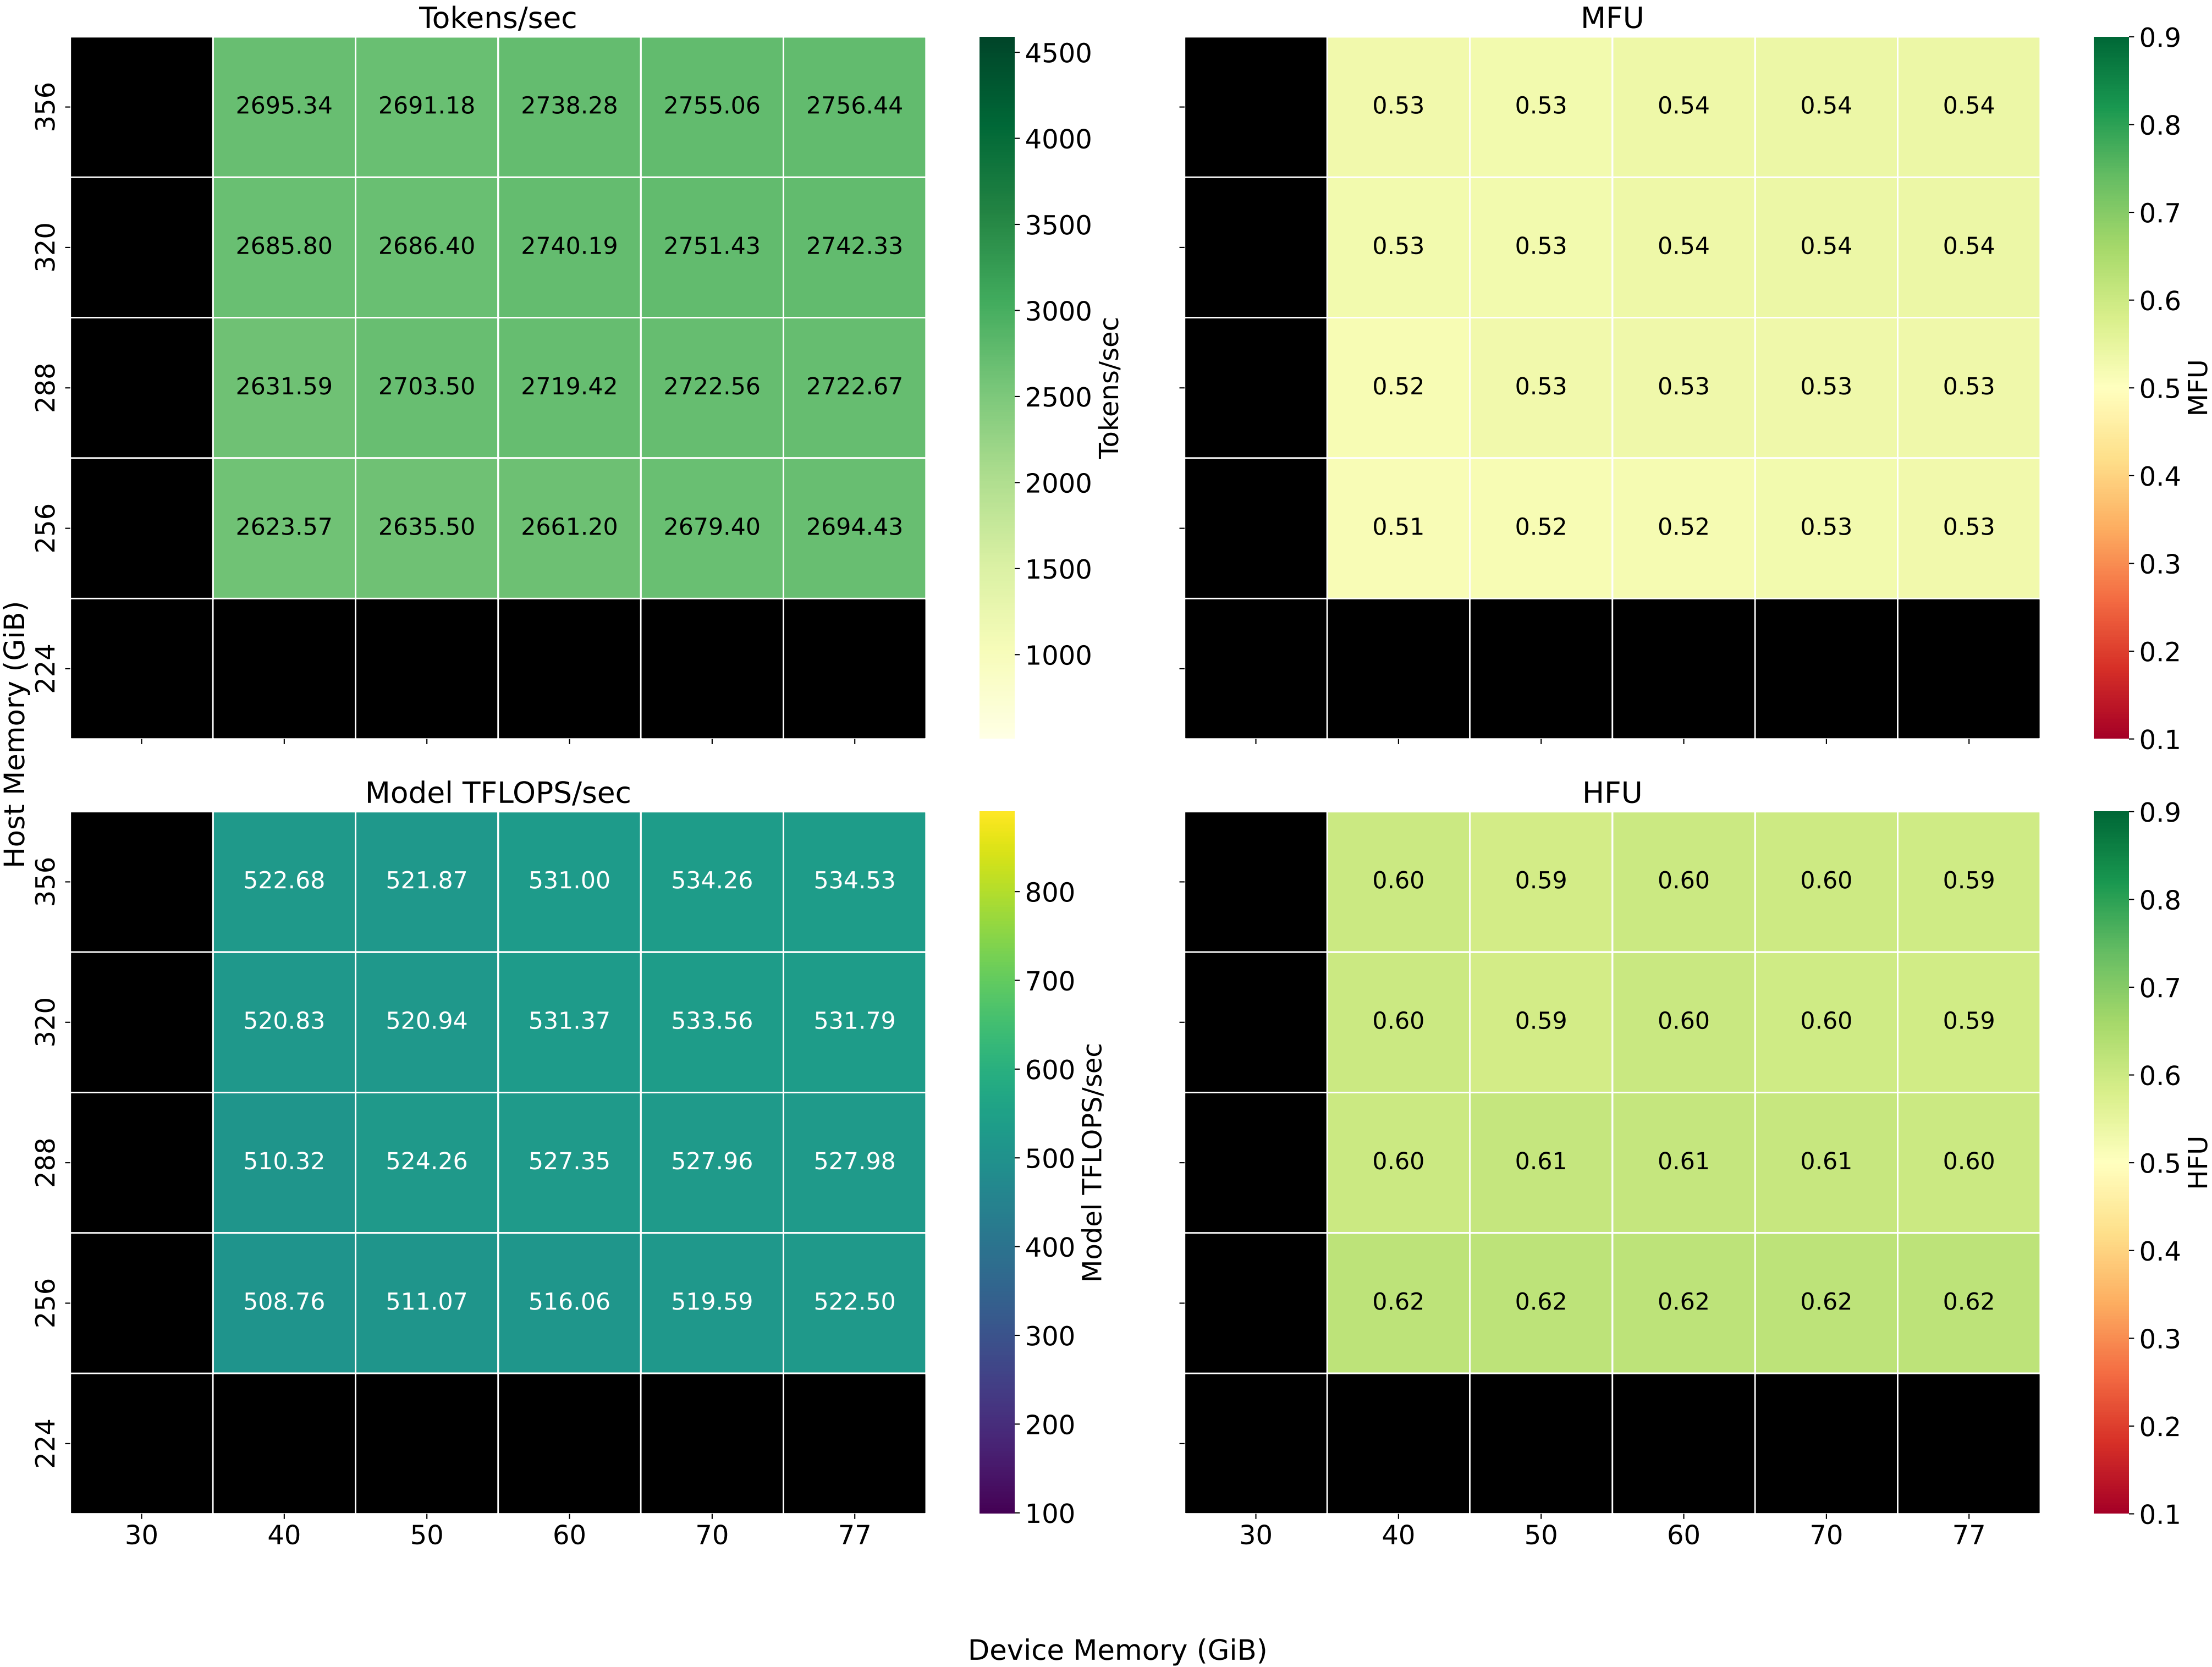 Tokens/sec
356 2695.34 2691.18 2738.28 2755.06 2756.44
320 2685.80 2686.40 2740.19 2751.43 2742.33
288 2631.59 2703.50 2719.42 2722.56 2722.67
256 2623.57 2635.50 2661.20 2679.40 2694.43
224
4500
4000
3500
3000
2500
2000
1500
1000
Tokens/sec
MFU
0.53 0.53 0.54 0.54 0.54
0.53 0.53 0.54 0.54 0.54
0.52 0.53 0.53 0.53 0.53
0.51 0.52 0.52 0.53 0.53
0.9
0.8
0.7
0.6
0.5
0.4
0.3
0.2
0.1
MFU
Host Memory (GiB)
Model TFLOPS/sec
356 522.68 521.87 531.00 534.26 534.53
320 520.83 520.94 531.37 533.56 531.79
288 510.32 524.26 527.35 527.96 527.98
256 508.76 511.07 516.06 519.59 522.50
224
30 40 50 60 70 77
800
700
600
500
400
300
200
100
Model TFLOPS/sec
HFU
0.60 0.59 0.60 0.60 0.59
0.60 0.59 0.60 0.60 0.59
0.60 0.61 0.61 0.61 0.60
0.62 0.62 0.62 0.62 0.62
30 40 50 60 70 77
0.9
0.8
0.7
0.6
0.5
0.4
0.3
0.2
0.1
HFU
Device Memory (GiB)